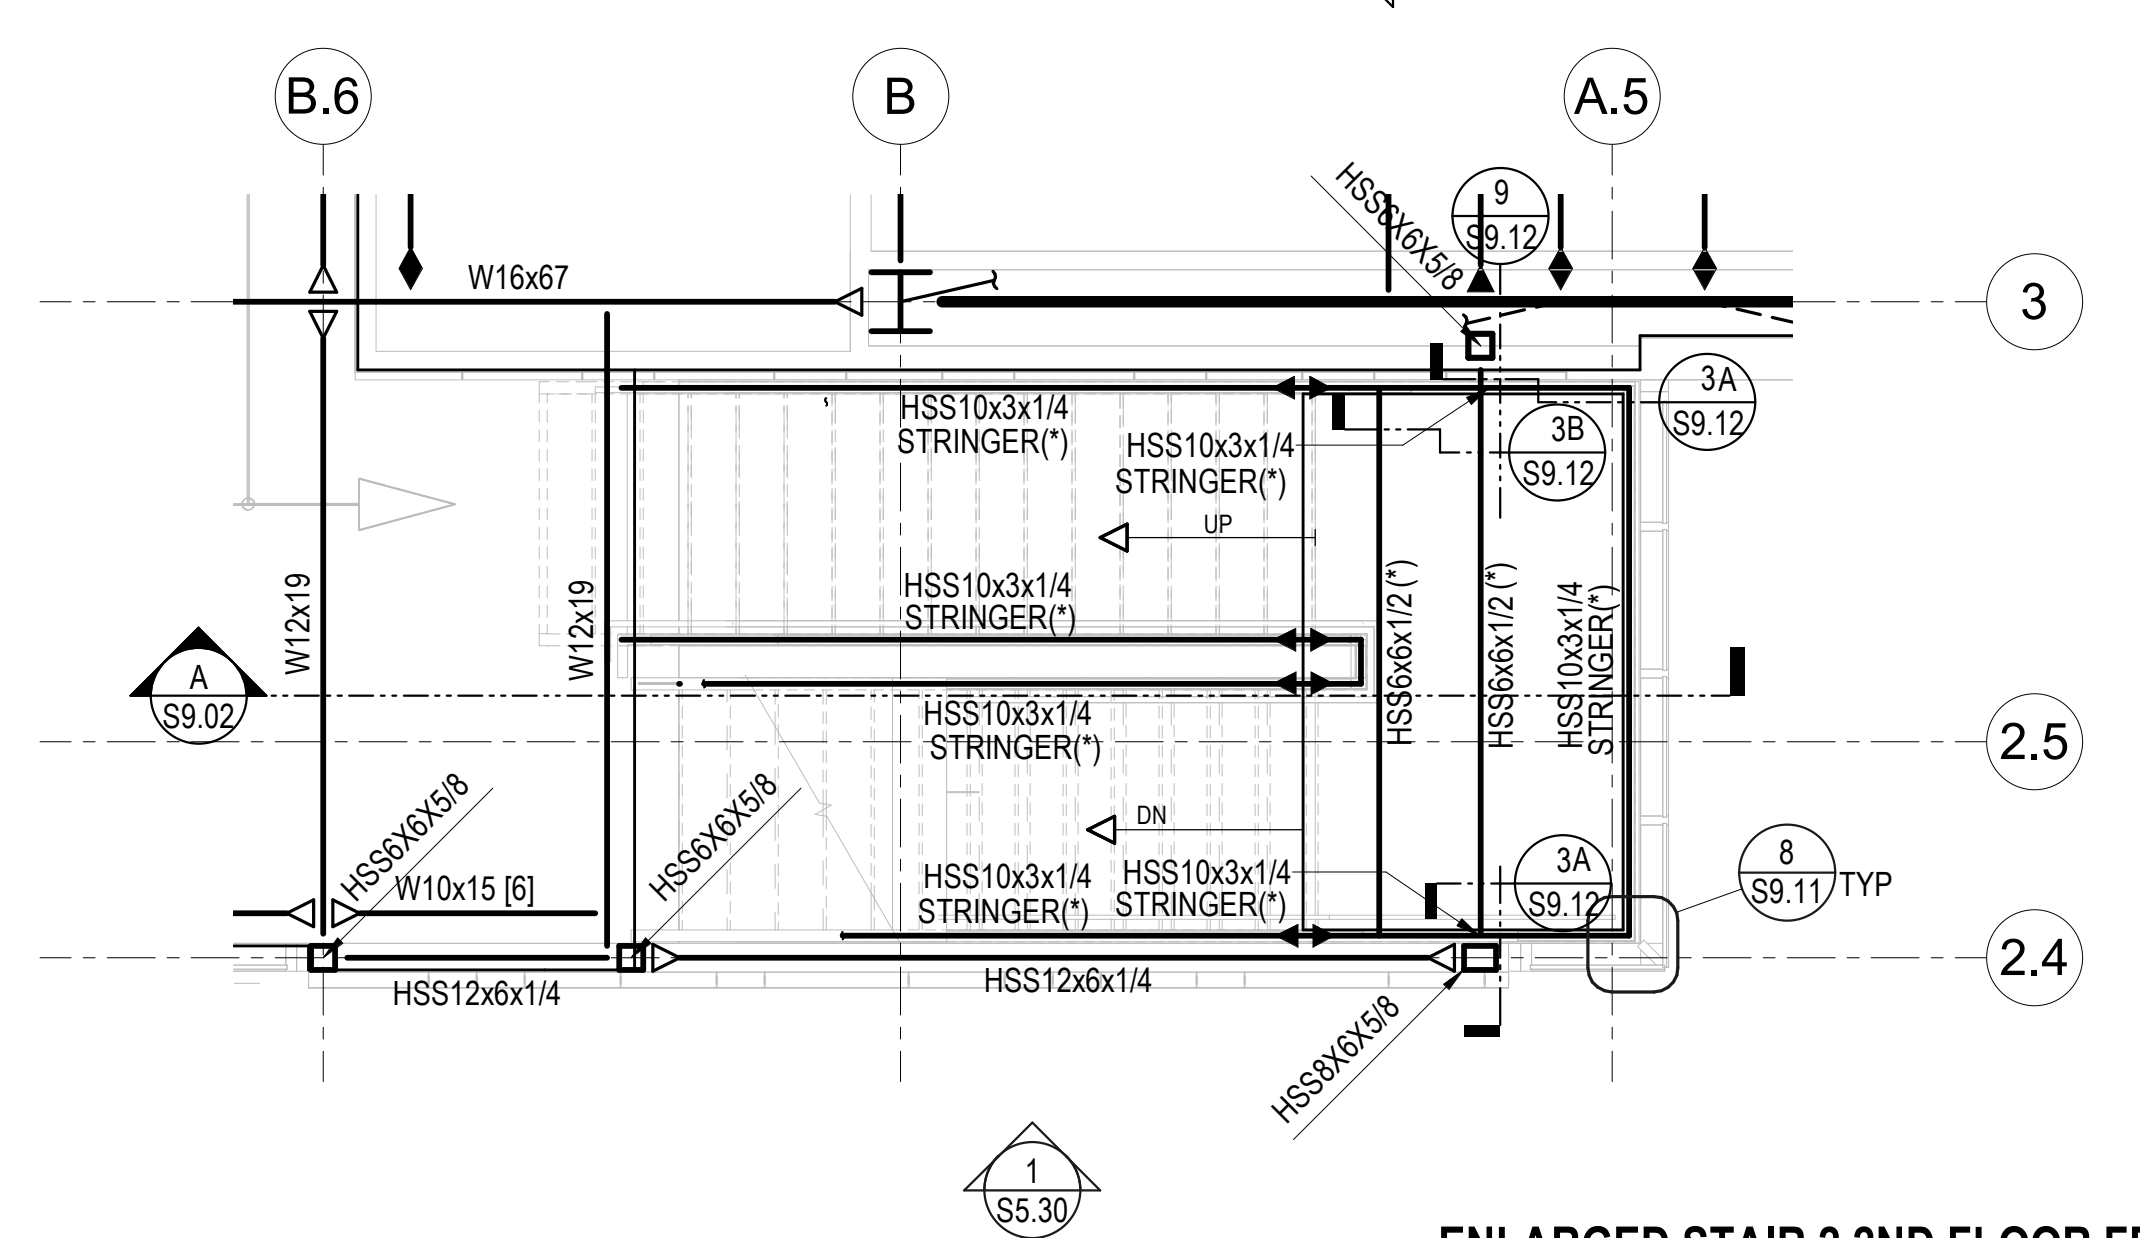 B.6
B
A.5
HSS6X6X5/8
9
S9.12
W16x67
3
3A
S9.12
HSS10x3x1/4
STRINGER(*)
HSS10x3x1/4
STRINGER(*)
3B
S9.12
UP
W12x19
W12x19
HSS10x3x1/4
STRINGER(*)
HSS6x6x1/2 (*)
HSS6x6x1/2 (*)
HSS10x3x1/4
STRINGER(*)
A
S9.02
HSS10x3x1/4
STRINGER(*)
2.5
HSS6X6X5/8
HSS6X6X5/8
DN
W10x15 [6]
HSS10x3x1/4
STRINGER(*)
HSS10x3x1/4
STRINGER(*)
3A
S9.12
8
S9.11
TYP
2.4
HSS12x6x1/4
HSS12x6x1/4
HSS8X6X5/8
1
S5.30